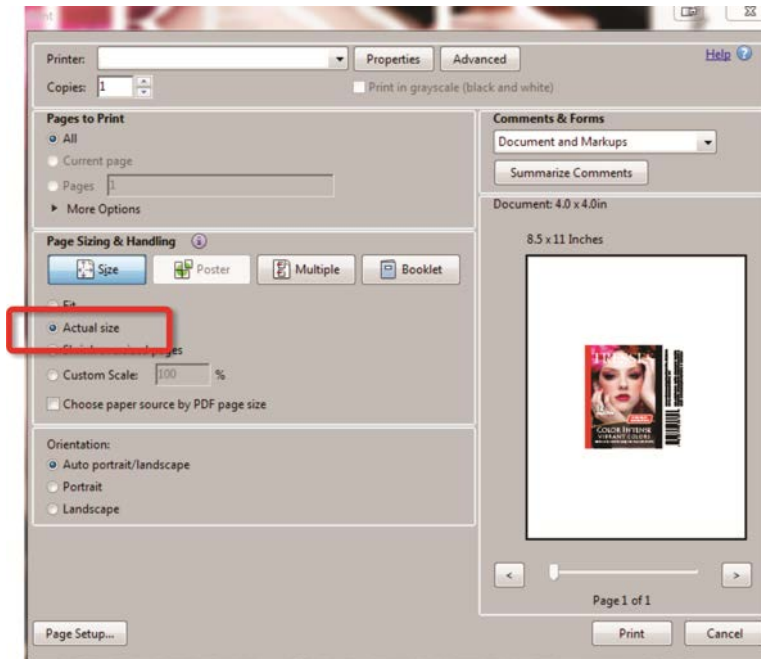 Printer:
Properties
Advanced
Help
Copies: 1
Print in grayscale (black and white)
Pages to Print
All
Current page
Pages 1
More Options
Comments & Forms
Document and Markups
Summarize Comments
Page Sizing & Handling
Size
Poster
Multiple
Booklet
Fit
Actual size
pages
Custom Scale: 100 %
Choose paper source by PDF page size
Orientation:
Auto portrait/landscape
Portrait
Landscape
Document: 4.0 x 4.0in
8.5 x 11 Inches
COLOR INTENSE
VIBRANT COLORS
<
>
Page 1 of 1
Page Setup...
Print
Cancel